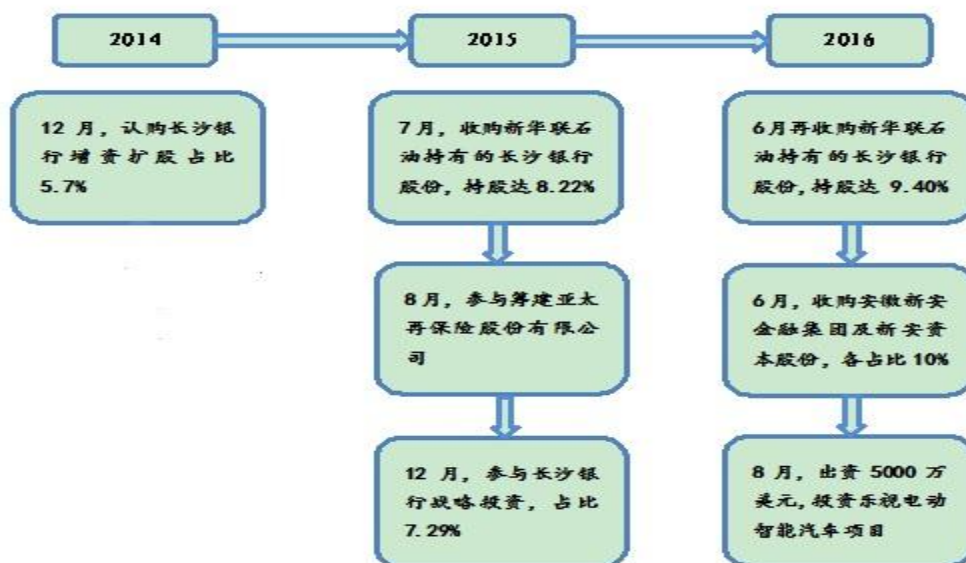 2014
2015
2016
12 月，认购长沙银
行增资扩股占比
5.7%
7月，收购新华联石
油持有的长沙银行
股份，持股达 8.22%
6月再收购新华联石
油持有的长沙银行
股份，持股达 9.40%
8月，参与筹建亚太
再保险股份有限公
司
6月，收购安徽新安
金融集团及新安资
本股份，各占比 10%
12 月，参与长沙银
行战略投资，占比
7.29%
8月，出资 5000 万
美元，投资乐视电动
智能汽车项目